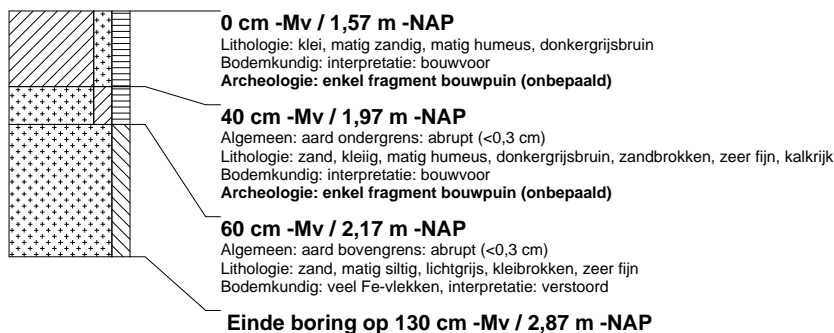 0 cm -Mv / 1,57 m -NAP
Lithologie: klei, matig zandig, matig humeus, donkergrijsbruin
Bodemkundig: interpretatie: bouwvoor
Archeologie: enkel fragment bouwpuin (onbepaald)
40 cm -Mv / 1,97 m -NAP
Algemeen: aard ondergrens: abrupt (<0,3 cm)
Lithologie: zand, kleiig, matig humeus, donkergrijsbruin, zandbrokken, zeer fijn, kalkrijk
Bodemkundig: interpretatie: bouwvoor
Archeologie: enkel fragment bouwpuin (onbepaald)
60 cm -Mv / 2,17 m -NAP
Algemeen: aard bovengrens: abrupt (<0,3 cm)
Lithologie: zand, matig siltig, lichtgrijs, kleibrokken, zeer fijn
Bodemkundig: veel Fe-vlekken, interpretatie: verstoord
Einde boring op 130 cm -Mv / 2,87 m -NAP